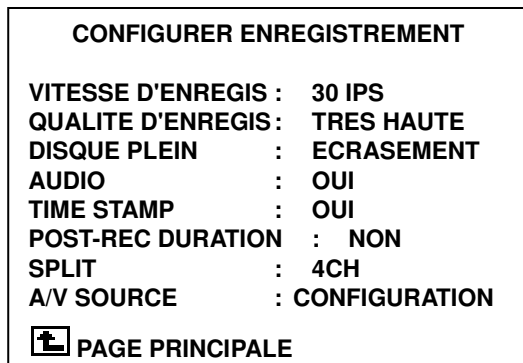 CONFIGURER ENREGISTREMENT
VITESSE D'ENREGIS : 30 IPS
QUALITE D'ENREGIS : TRES HAUTE
DISQUE PLEIN : ECRASEMENT
AUDIO : OUI
TIME STAMP : OUI
POST-REC DURATION : NON
SPLIT : 4CH
A/V SOURCE : CONFIGURATION
PAGE PRINCIPALE